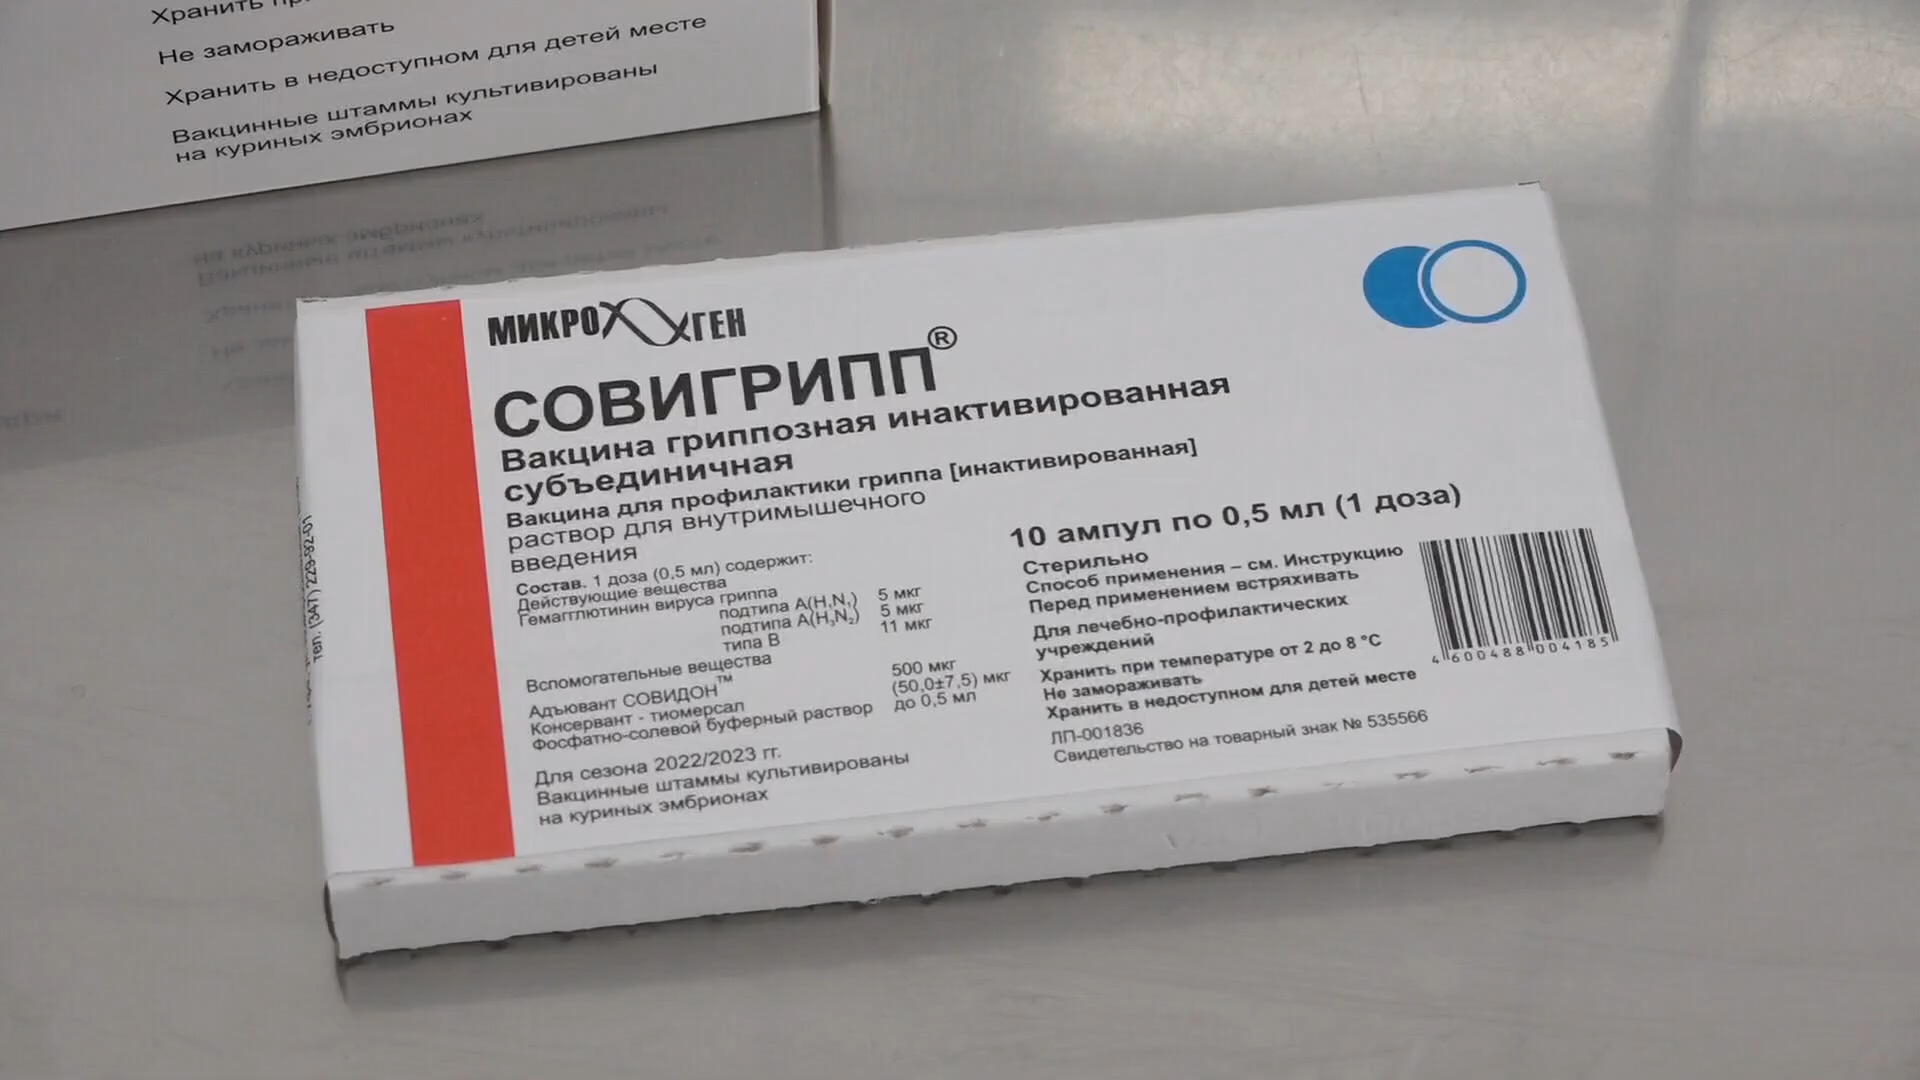 Хранить
Не замораживать
Хранить в недоступном для детей месте
Вакцинные штаммы культивированы
на куриных эмбрионах
МИКРОГЕН
СОВИГРИПП®
Вакцина гриппозная инактивированная
субъединичная
Вакцина для профилактики гриппа [инактивированная]
раствор для внутримышечного
введения
Состав. 1 доза (0,5 мл) содержит:
Действующие вещества
Гемагглютинин вируса гриппа
подтипа А(H₁N₁) 5 мкг
подтипа А(H₃N₂) 5 мкг
типа В 11 мкг
Вспомогательные вещества
Адъювант СОВИДОН™ 500 мкг
Консервант - тиомерсал (50,0±7,5) мкг
Фосфатно-солевой буферный раствор до 0,5 мл
Для сезона 2022/2023 гг.
Вакцинные штаммы культивированы
на куриных эмбрионах
10 ампул по 0,5 мл (1 доза)
Стерильно
Способ применения – см. Инструкцию
Перед применением встряхивать
Для лечебно-профилактических
учреждений
Хранить при температуре от 2 до 8 °С
Не замораживать
Хранить в недоступном для детей месте
ЛП-001836
Свидетельство на товарный знак № 535566
4 600488 004185
тел. (347) 229-92-01